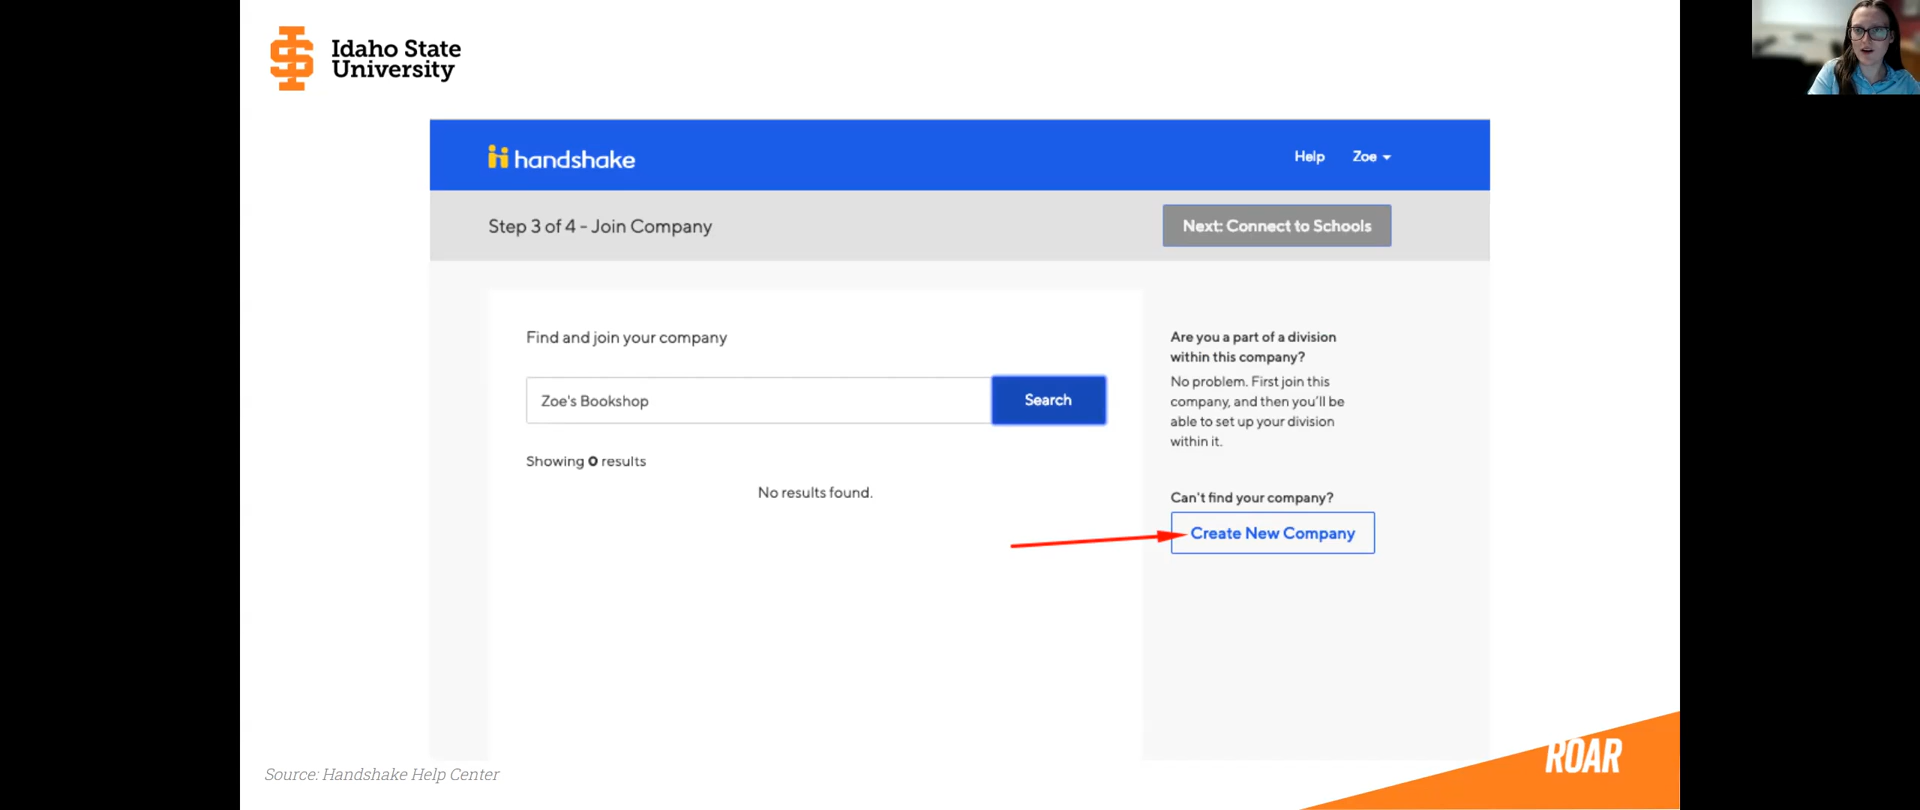 Idaho State
University
handshake
Help
Zoe
Step 3 of 4 - Join Company
Next: Connect to Schools
Find and join your company
Zoe's Bookshop
Search
Showing 0 results
No results found.
Are you a part of a division
within this company?
No problem. First join this
company, and then you'll be
able to set up your division
within it.
Can't find your company?
Create New Company
Source: Handshake Help Center
ROAR